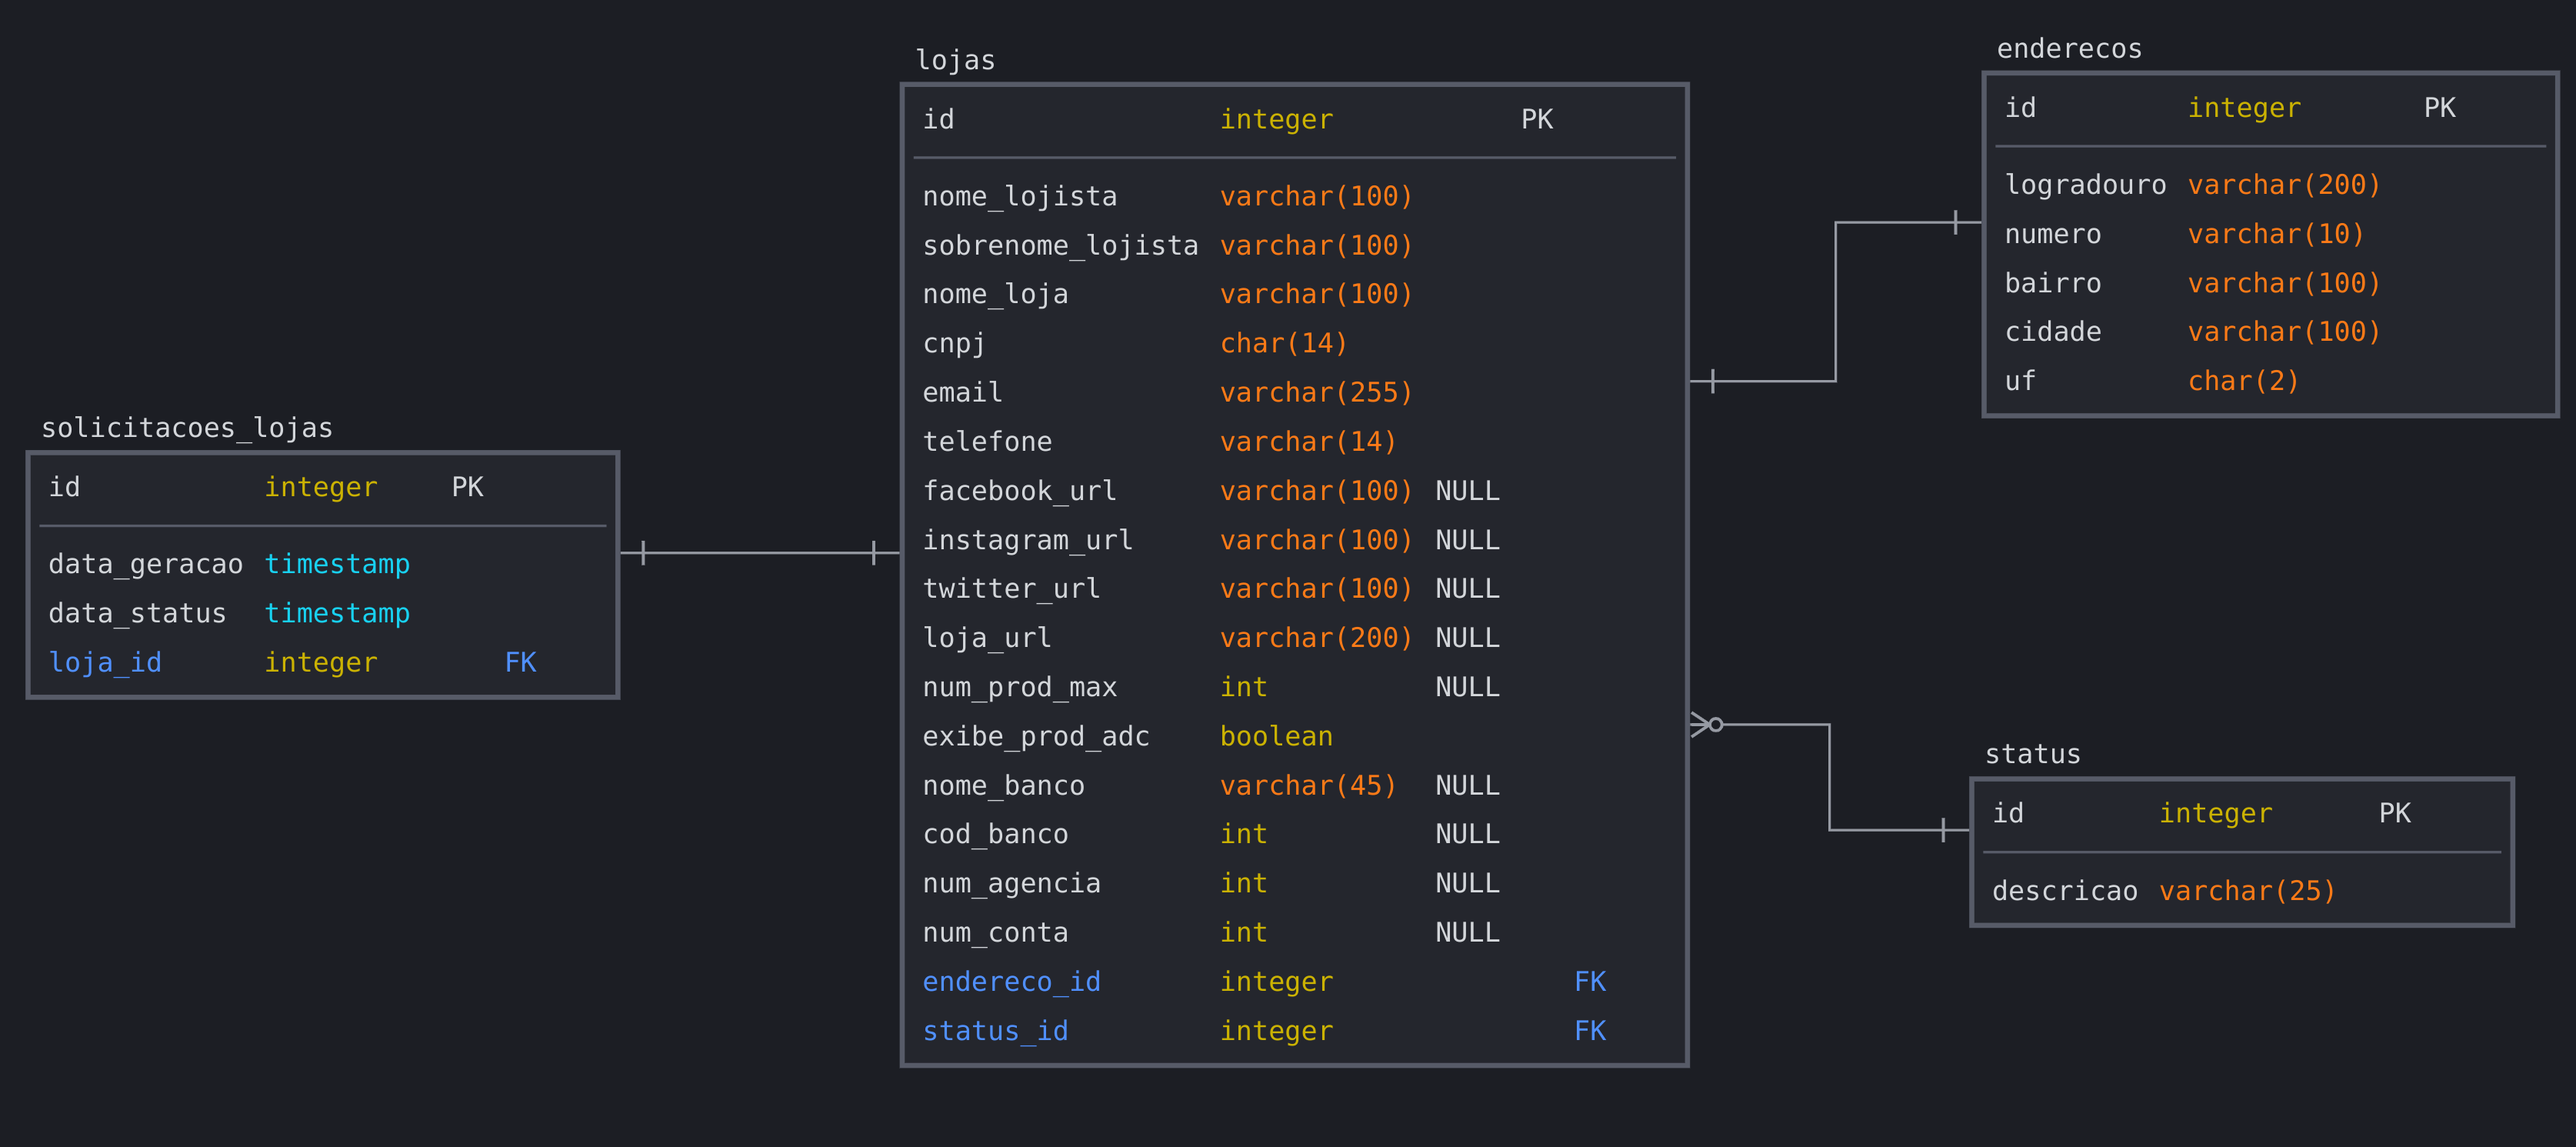 solicitacoes_lojas
id integer PK
data_geracao timestamp
data_status timestamp
loja_id integer FK
lojas
id integer PK
nome_lojista varchar(100)
sobrenome_lojista varchar(100)
nome_loja varchar(100)
cnpj char(14)
email varchar(255)
telefone varchar(14)
facebook_url varchar(100) NULL
instagram_url varchar(100) NULL
twitter_url varchar(100) NULL
loja_url varchar(200) NULL
num_prod_max int NULL
exibe_prod_adc boolean
nome_banco varchar(45) NULL
cod_banco int NULL
num_agencia int NULL
num_conta int NULL
endereco_id integer FK
status_id integer FK
enderecos
id integer PK
logradouro varchar(200)
numero varchar(10)
bairro varchar(100)
cidade varchar(100)
uf char(2)
status
id integer PK
descricao varchar(25)